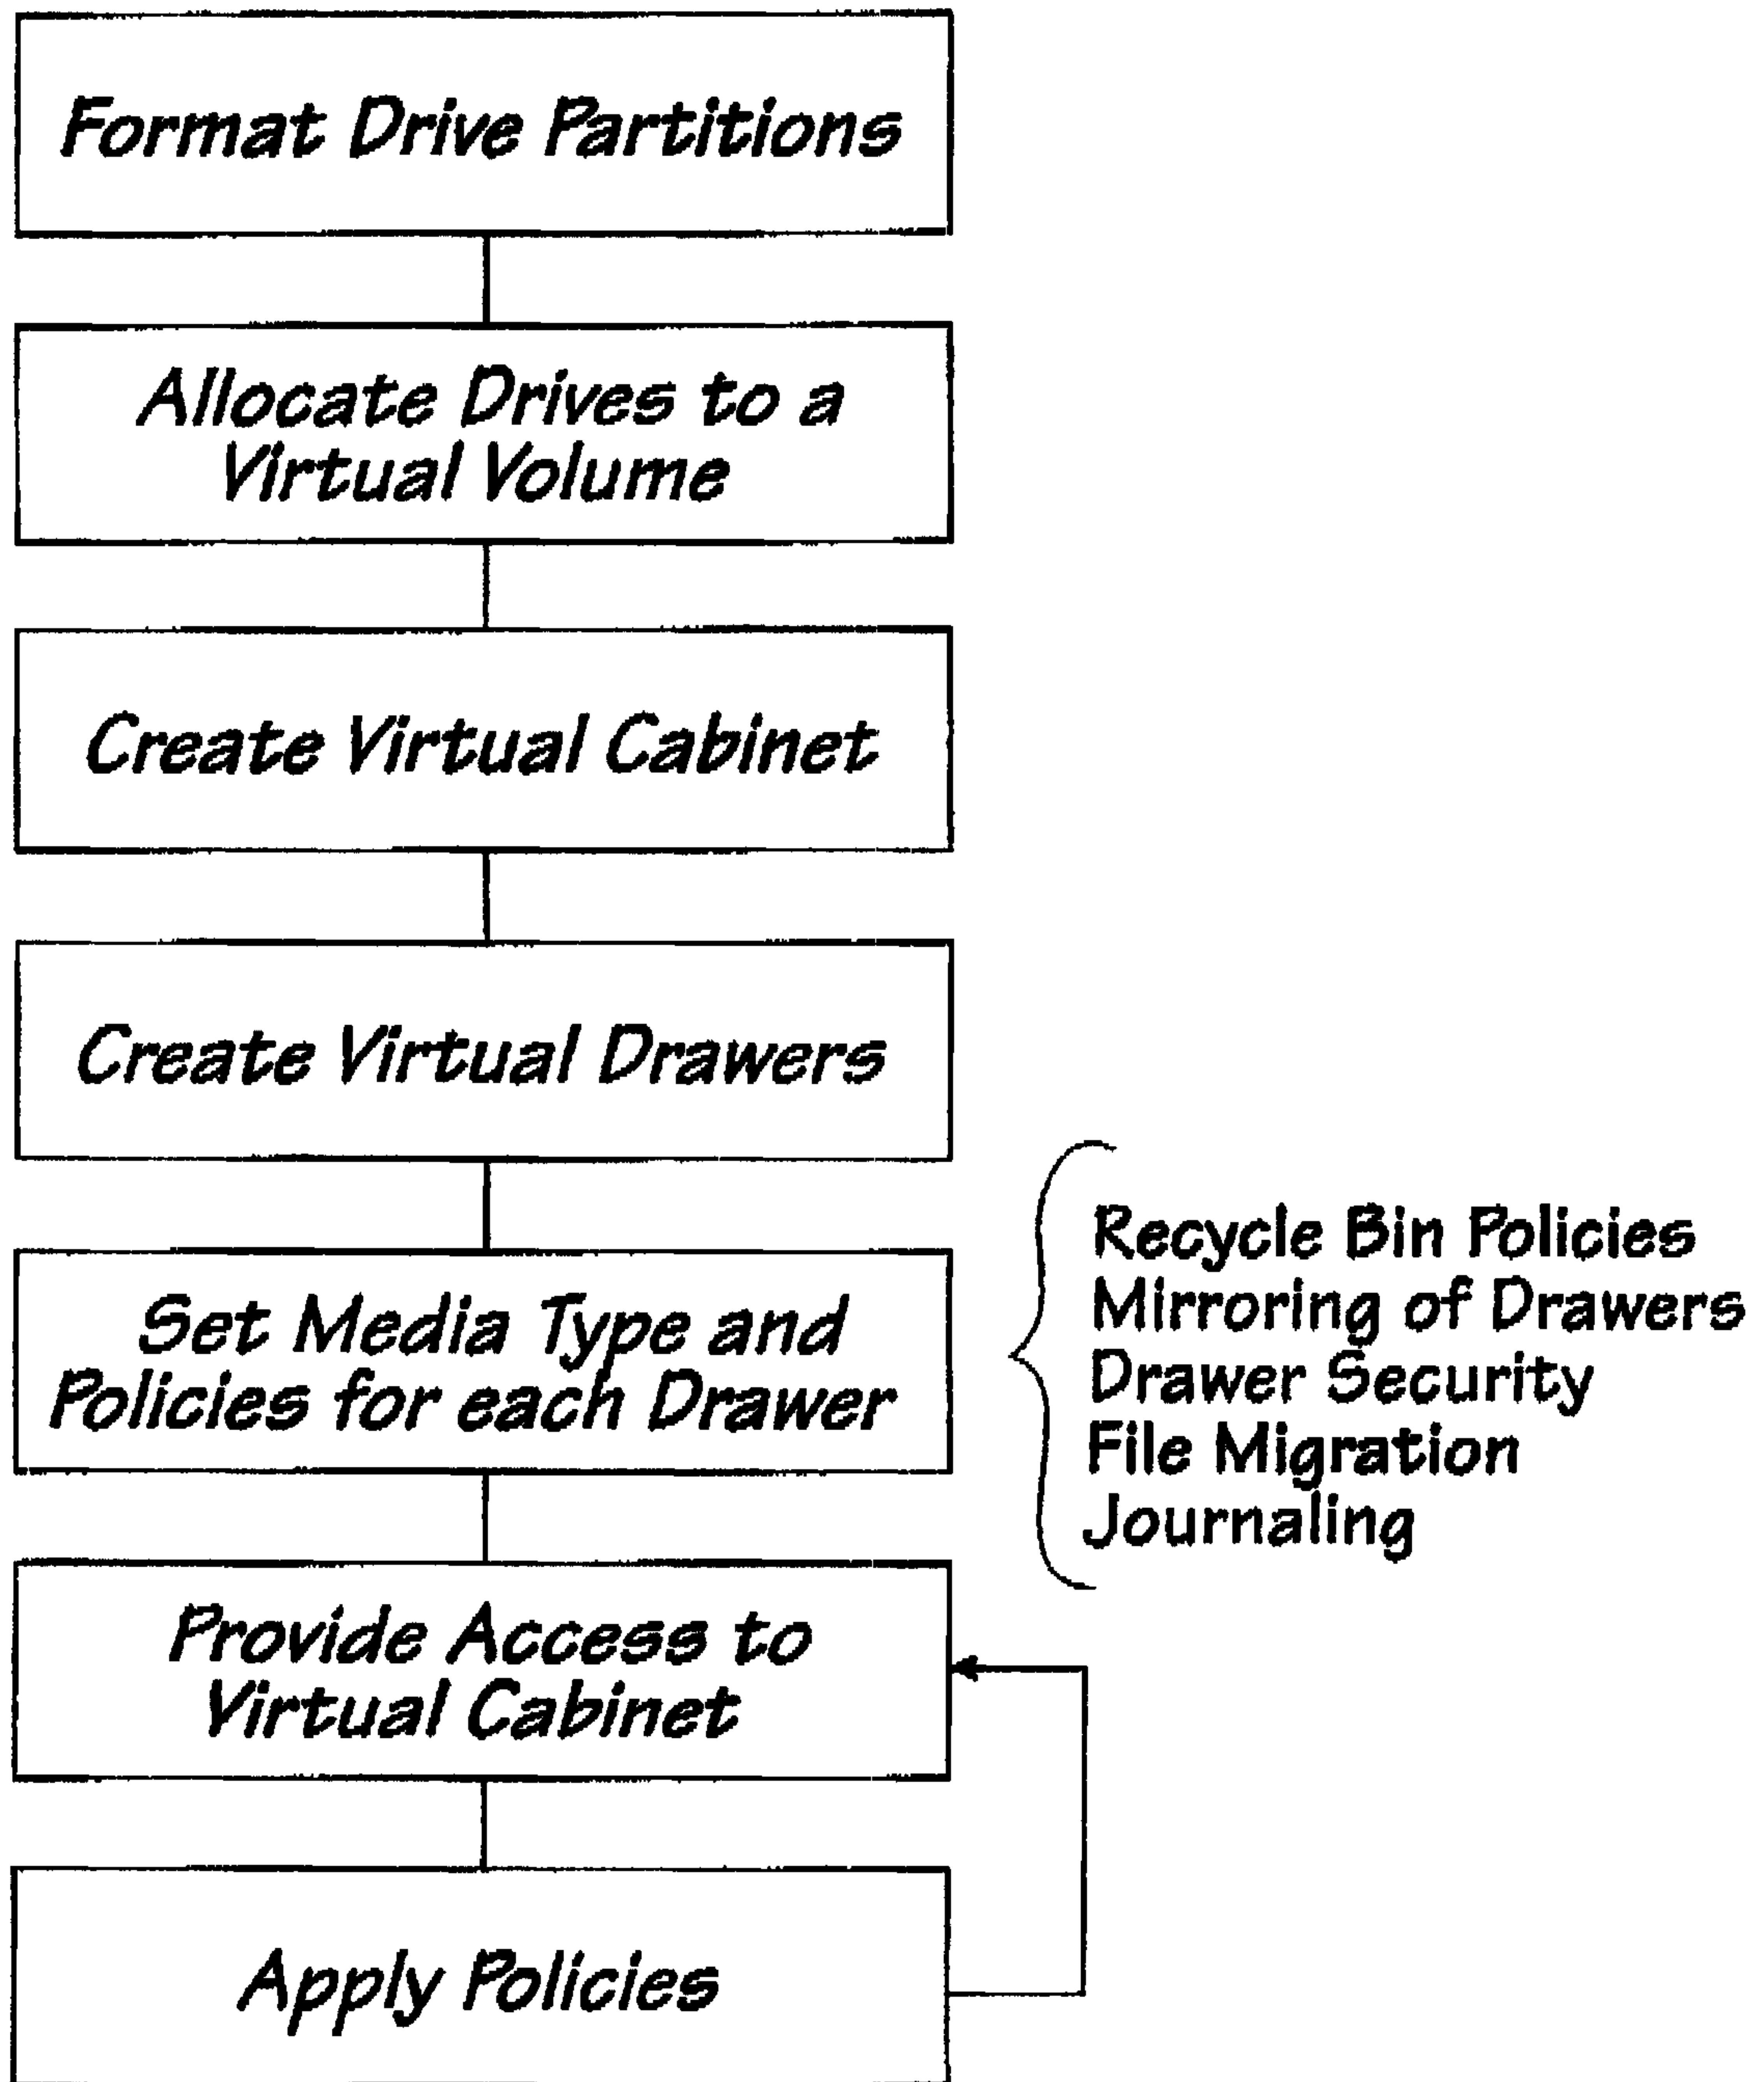 Format Drive Partitions
Allocate Drives to a
Virtual Volume
Create Virtual Cabinet
Create Virtual Drawers
Set Media Type and
Policies for each Drawer
Recycle Bin Policies
Mirroring of Drawers
Drawer Security
File Migration
Journaling
Provide Access to
Virtual Cabinet
Apply Policies